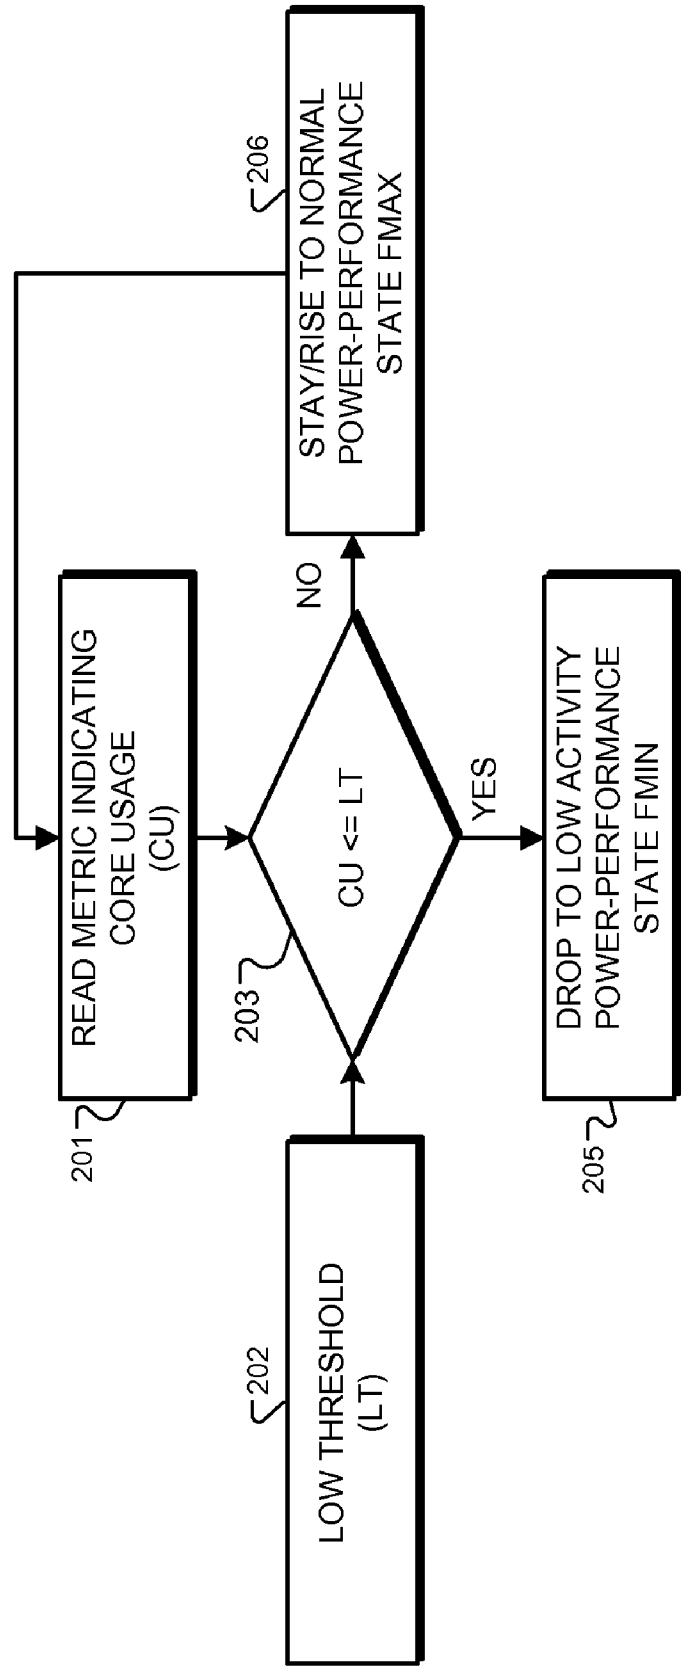 201
READ METRIC INDICATING
CORE USAGE
(CU)
202
LOW THRESHOLD
(LT)
203
CU <= LT
NO
206
STAY/RISE TO NORMAL
POWER-PERFORMANCE
STATE FMAX
YES
205
DROP TO LOW ACTIVITY
POWER-PERFORMANCE
STATE FMIN